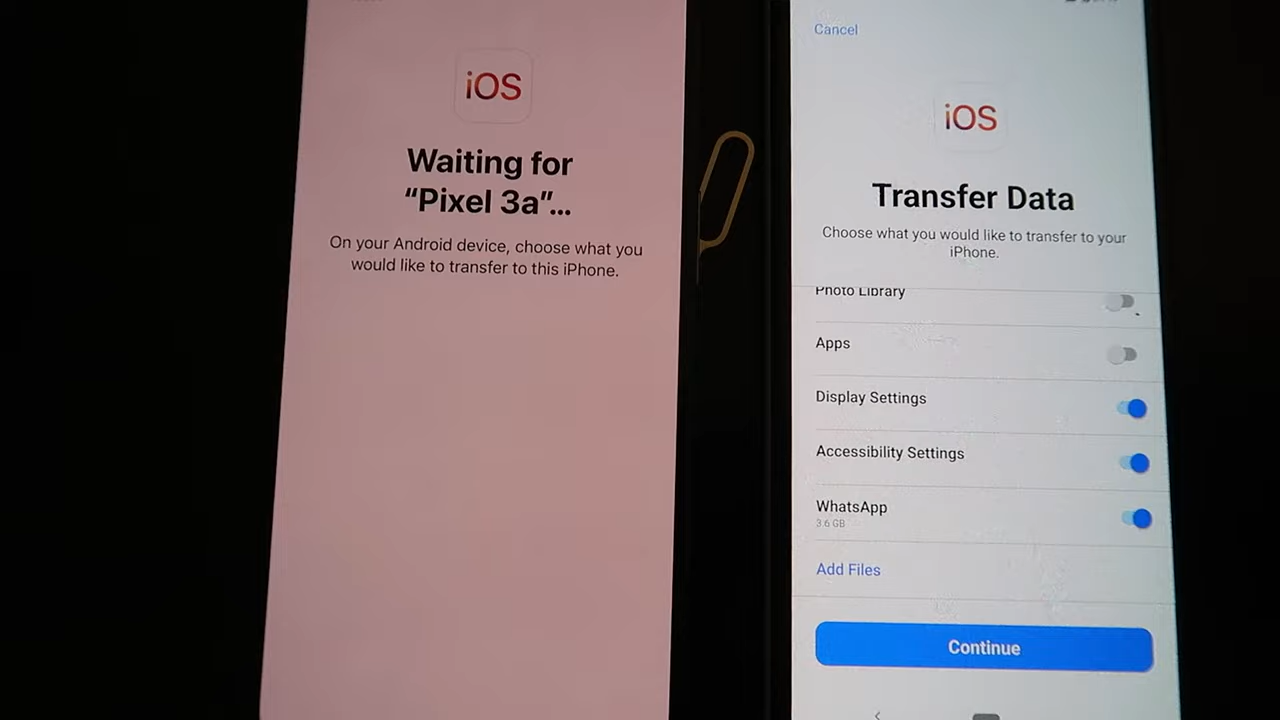 iOS
Waiting for
“Pixel 3a”...
On your Android device, choose what you
would like to transfer to this iPhone.
Cancel
iOS
Transfer Data
Choose what you would like to transfer to your
iPhone.
Photo Library
Apps
Display Settings
Accessibility Settings
WhatsApp
3.6 GB
Add Files
Continue